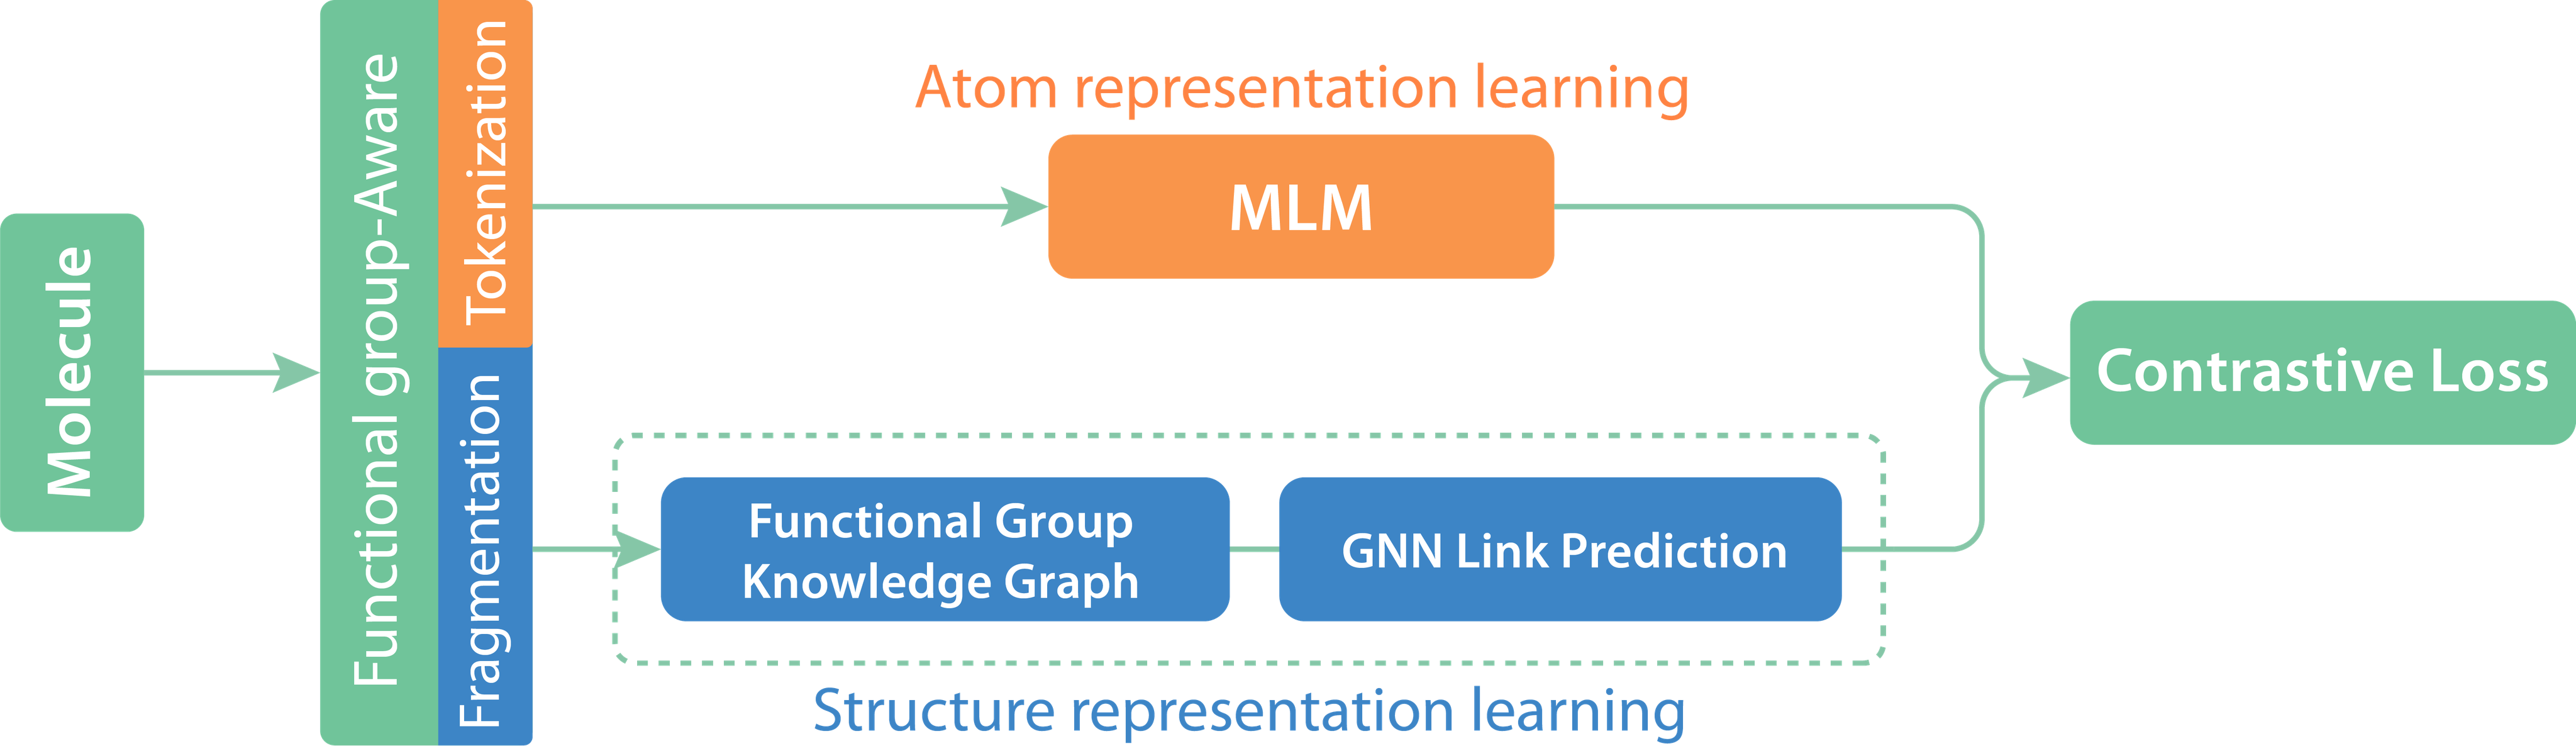 Molecule
Functional group-Aware
Tokenization
Fragmentation
Atom representation learning
MLM
Functional Group
Knowledge Graph
GNN Link Prediction
Structure representation learning
Contrastive Loss